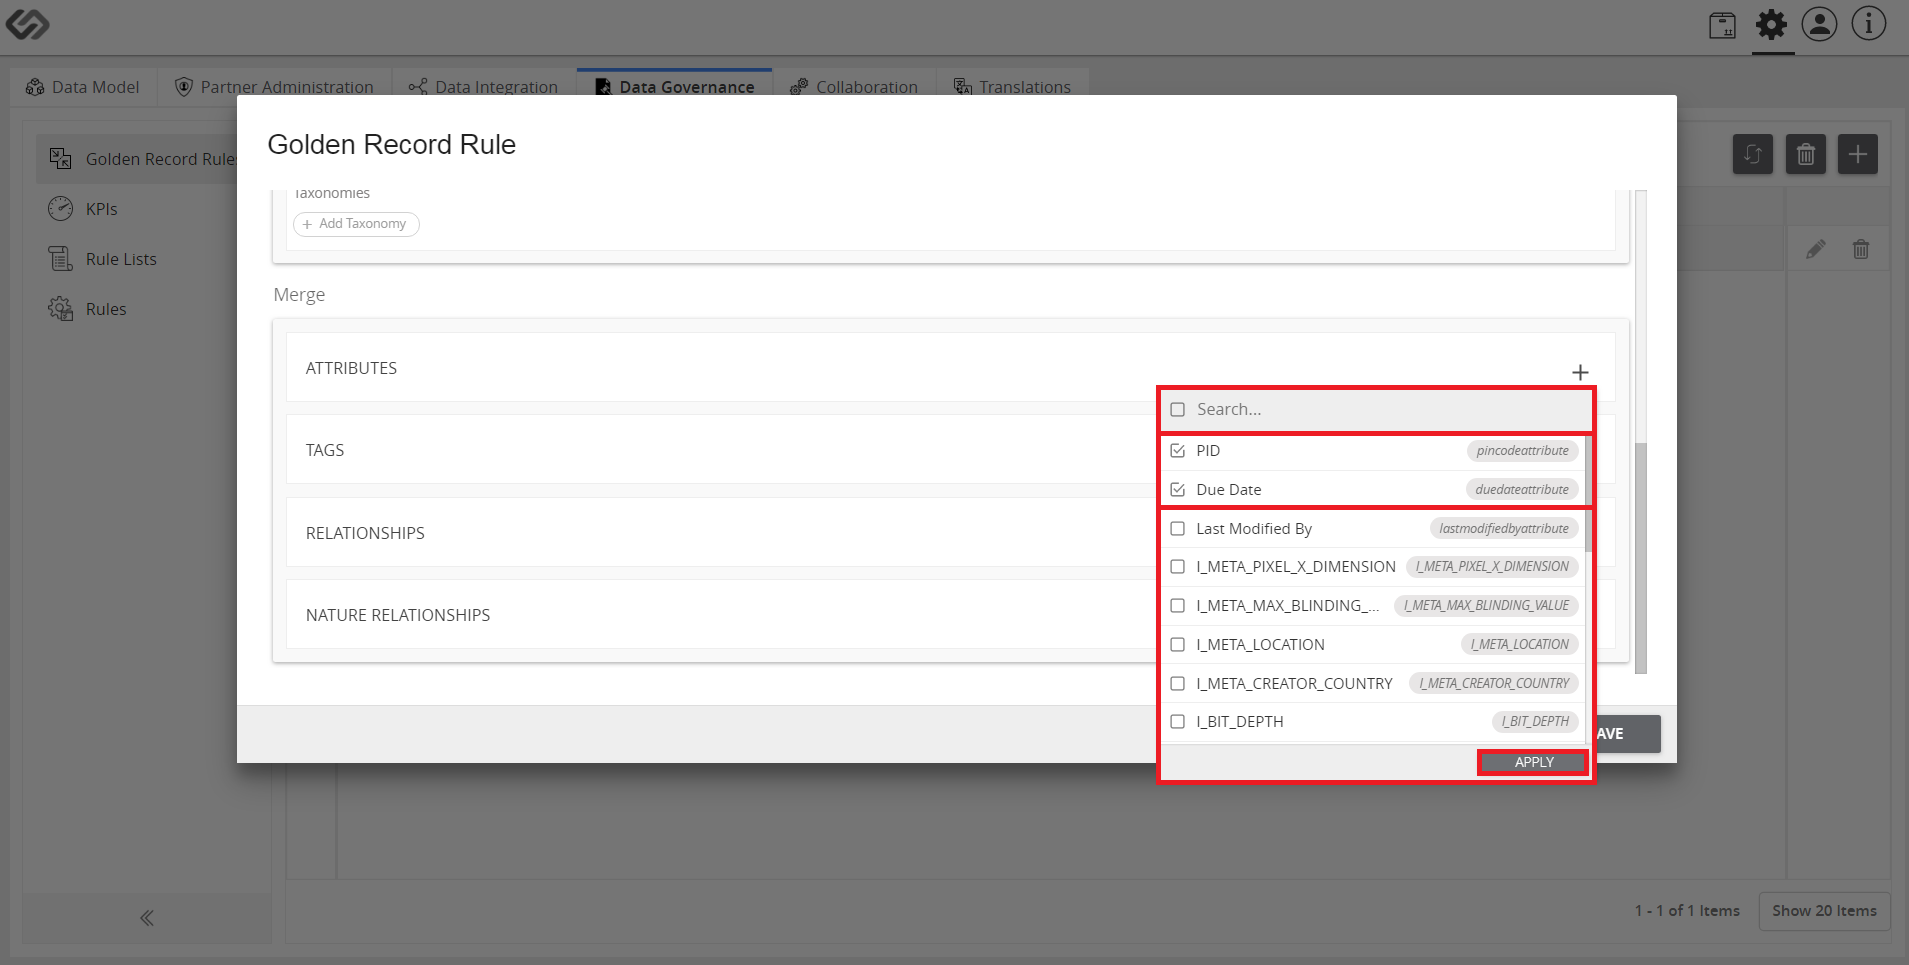 Data Model
Partner Administration
Data Integration
Data Governance
Collaboration
Translations
Golden Record Rule
Golden Record Rule
KPIs
Rule Lists
Rules
Taxonomies
+ Add Taxonomy
Merge
ATTRIBUTES
TAGS
RELATIONSHIPS
NATURE RELATIONSHIPS
Search...
PID pincodeattribute
Due Date duedateattribute
Last Modified By lastmodifiedbyattribute
I_META_PIXEL_X_DIMENSION I_META_PIXEL_X_DIMENSION
I_META_MAX_BLINDING_... I_META_MAX_BLINDING_VALUE
I_META_LOCATION I_META_LOCATION
I_META_CREATOR_COUNTRY I_META_CREATOR_COUNTRY
I_BIT_DEPTH I_BIT_DEPTH
APPLY
AVE
1 - 1 of 1 Items
Show 20 Items